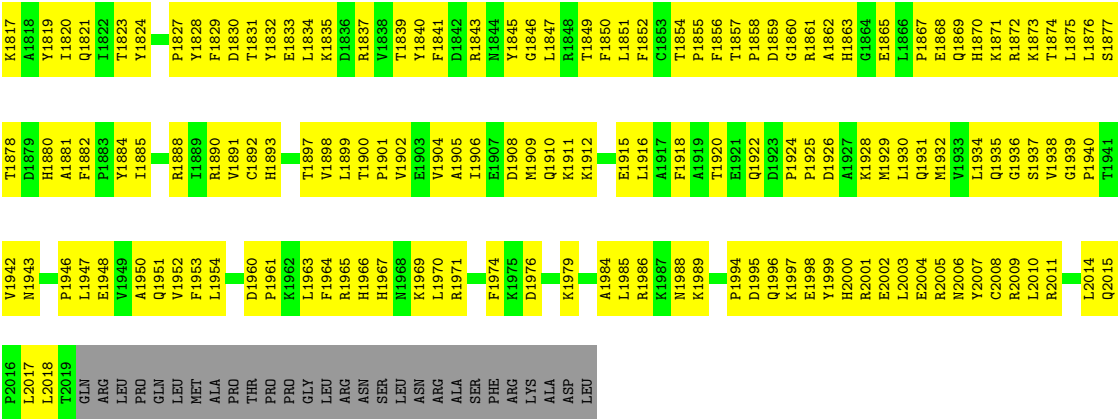 K1817 A1818 Y1819 I1820 Q1821 I1822 T1823 Y1824 P1827 Y1828 F1829 D1830 T1831 Y1832 E1833 L1834 K1835 D1836 R1837 V1838 T1839 Y1840 F1841 D1842 R1843 N1844 Y1845 G1846 L1847 R1848 T1849 F1850 L1851 F1852 C1853 T1854 P1855 F1856 T1857 P1858 D1859 G1860 R1861 A1862 H1863 G1864 E1865 L1866 P1867 E1868 Q1869 H1870 K1871 R1872 K1873 T1874 L1875 L1876 S1877
T1878 D1879 H1880 A1881 F1882 P1883 Y1884 I1885 R1888 I1889 R1890 V1891 C1892 H1893 T1897 V1898 L1899 T1900 P1901 V1902 E1903 V1904 A1905 I1906 E1907 D1908 M1909 Q1910 K1911 K1912 E1915 L1916 A1917 F1918 A1919 T1920 E1921 Q1922 D1923 P1924 P1925 D1926 A1927 K1928 M1929 L1930 Q1931 M1932 V1933 L1934 Q1935 G1936 S1937 V1938 G1939 P1940 T1941
V1942 N1943 P1946 L1947 E1948 V1949 A1950 Q1951 V1952 F1953 L1954 D1960 P1961 K1962 L1963 F1964 R1965 H1966 H1967 N1968 K1969 L1970 R1971 F1974 K1975 D1976 K1979 A1984 L1985 R1986 K1987 N1988 K1989 P1994 D1995 Q1996 K1997 E1998 Y1999 H2000 R2001 E2002 L2003 E2004 R2005 N2006 Y2007 C2008 R2009 L2010 R2011 L2014 Q2015
P2016 L2017 L2018 T2019 GLN ARG LEU PRO GLN LEU MET ALA PRO THR PRO PRO GLY LEU ARG ASN SER LEU ASN ARG ALA SER PHE ARG LYS ALA ASP LEU